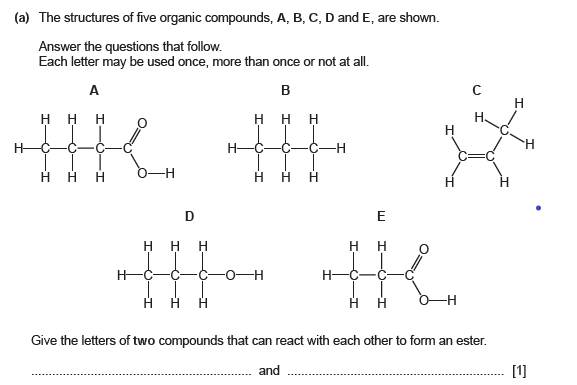 (a) The structures of five organic compounds, A, B, C, D and E, are shown.
Answer the questions that follow.
Each letter may be used once, more than once or not at all.
A B C
H H H O
H—C—C—C—C
H H H O—H
H H H
H—C—C—C—H
H H H
H H
H C H
C=C
H H
D E
H H H
H—C—C—C—O—H
H H H
H H O
H—C—C—C
H H O—H
Give the letters of two compounds that can react with each other to form an ester.
.......................................................... and .......................................................... [1]